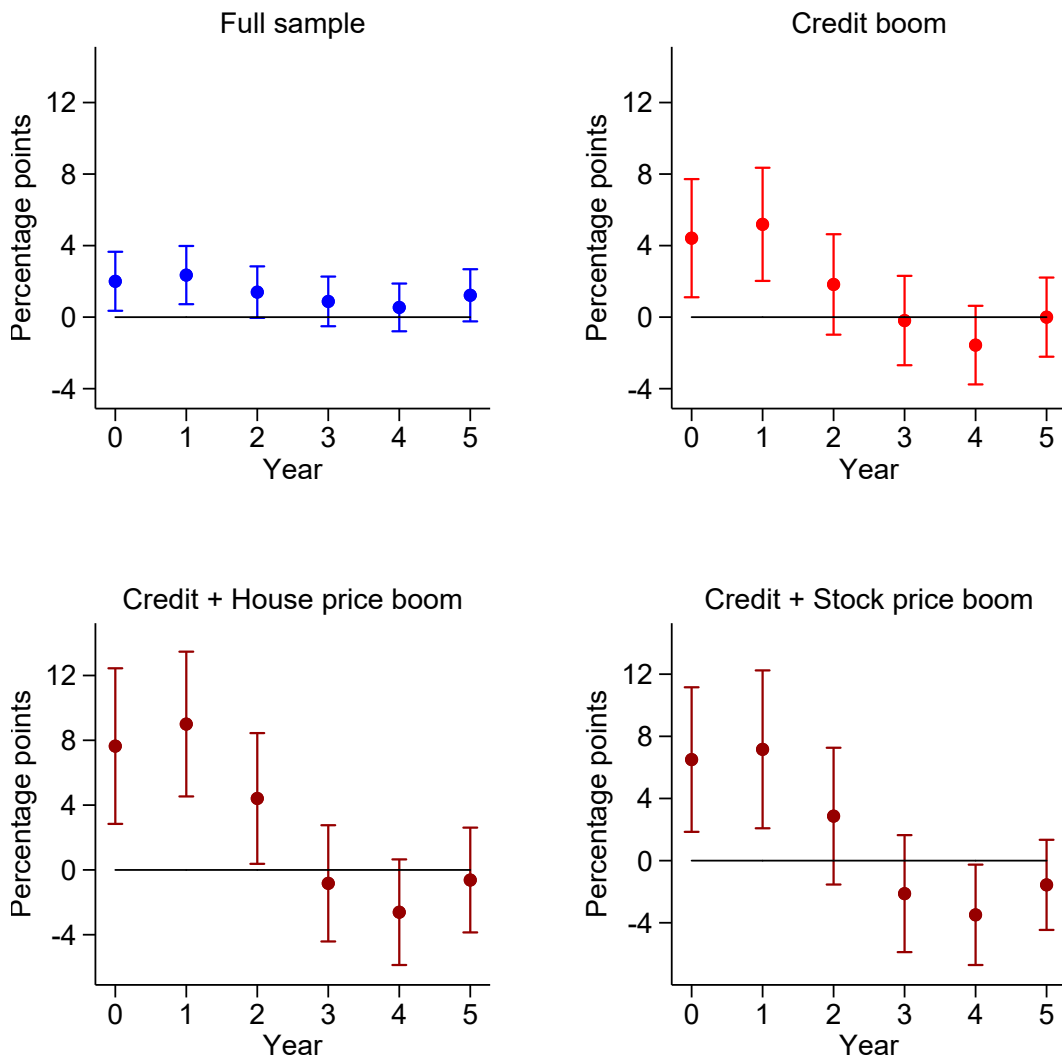 Full sample
Percentage points
12
8
4
0
-4
0 1 2 3 4 5
Year
Credit boom
Percentage points
12
8
4
0
-4
0 1 2 3 4 5
Year
Credit + House price boom
Percentage points
12
8
4
0
-4
0 1 2 3 4 5
Year
Credit + Stock price boom
Percentage points
12
8
4
0
-4
0 1 2 3 4 5
Year